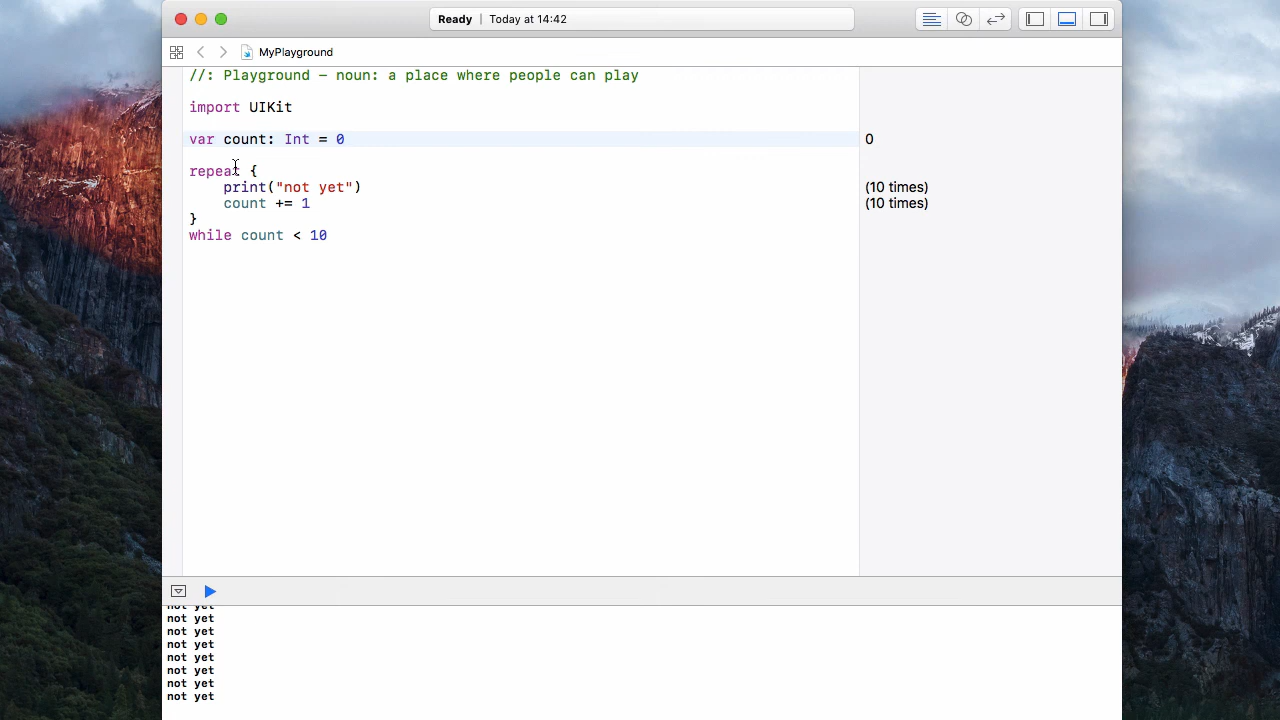 Ready | Today at 14:42
MyPlayground
//: Playground – noun: a place where people can play
import UIKit
var count: Int = 0
0
repeat {
print("not yet")
(10 times)
count += 1
(10 times)
}
while count < 10
not yet
not yet
not yet
not yet
not yet
not yet
not yet
not yet